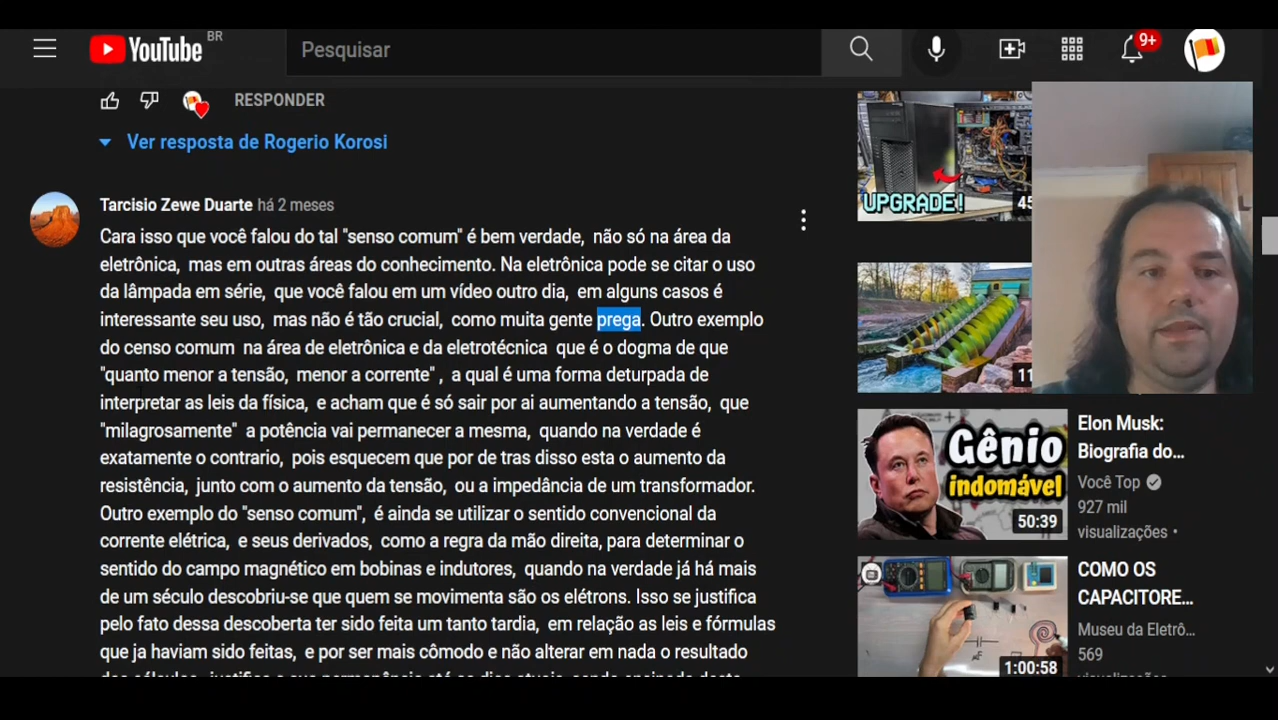 YouTube BR
Pesquisar
9+
RESPONDER
Ver resposta de Rogerio Korosi
Tarcisio Zewe Duarte há 2 meses
Cara isso que você falou do tal "senso comum" é bem verdade, não só na área da
eletrônica, mas em outras áreas do conhecimento. Na eletrônica pode se citar o uso
da lâmpada em série, que você falou em um vídeo outro dia, em alguns casos é
interessante seu uso, mas não é tão crucial, como muita gente prega. Outro exemplo
do censo comum na área de eletrônica e da eletrotécnica que é o dogma de que
"quanto menor a tensão, menor a corrente" , a qual é uma forma deturpada de
interpretar as leis da física, e acham que é só sair por ai aumentando a tensão, que
"milagrosamente" a potência vai permanecer a mesma, quando na verdade é
exatamente o contrario, pois esquecem que por de tras disso esta o aumento da
resistência, junto com o aumento da tensão, ou a impedância de um transformador.
Outro exemplo do "senso comum", é ainda se utilizar o sentido convencional da
corrente elétrica, e seus derivados, como a regra da mão direita, para determinar o
sentido do campo magnético em bobinas e indutores, quando na verdade já há mais
de um século descobriu-se que quem se movimenta são os elétrons. Isso se justifica
pelo fato dessa descoberta ter sido feita um tanto tardia, em relação as leis e fórmulas
que ja haviam sido feitas, e por ser mais cômodo e não alterar em nada o resultado
UPGRADE!
45
11
Gênio
indomável
50:39
Elon Musk:
Biografia do...
Você Top
927 mil
visualizações •
1:00:58
COMO OS
CAPACITORE...
Museu da Eletrô...
569